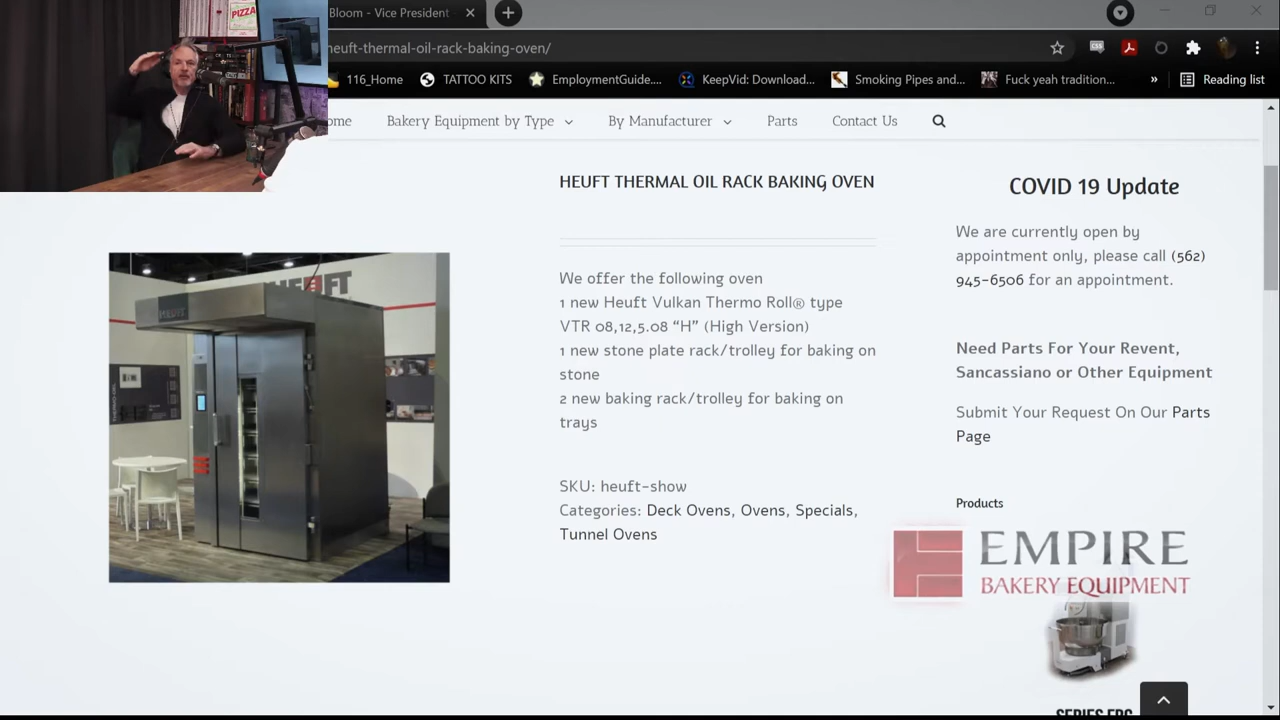 PIZZA
Bloom - Vice President
heuft-thermal-oil-rack-baking-oven/
116_Home
TATTOO KITS
EmploymentGuide....
KeepVid: Download...
Smoking Pipes and...
Fuck yeah tradition...
»
Reading list
ome
Bakery Equipment by Type
By Manufacturer
Parts
Contact Us
HEUFT THERMAL OIL RACK BAKING OVEN
We offer the following oven
1 new Heuft Vulkan Thermo Roll® type
VTR 08,12,5.08 “H” (High Version)
1 new stone plate rack/trolley for baking on
stone
2 new baking rack/trolley for baking on
trays
SKU: heuft-show
Categories: Deck Ovens, Ovens, Specials,
Tunnel Ovens
HEUFT
HEUFT
COVID 19 Update
We are currently open by
appointment only, please call (562)
945-6506 for an appointment.
Need Parts For Your Revent,
Sancassiano or Other Equipment
Submit Your Request On Our Parts
Page
Products
EMPIRE
BAKERY EQUIPMENT